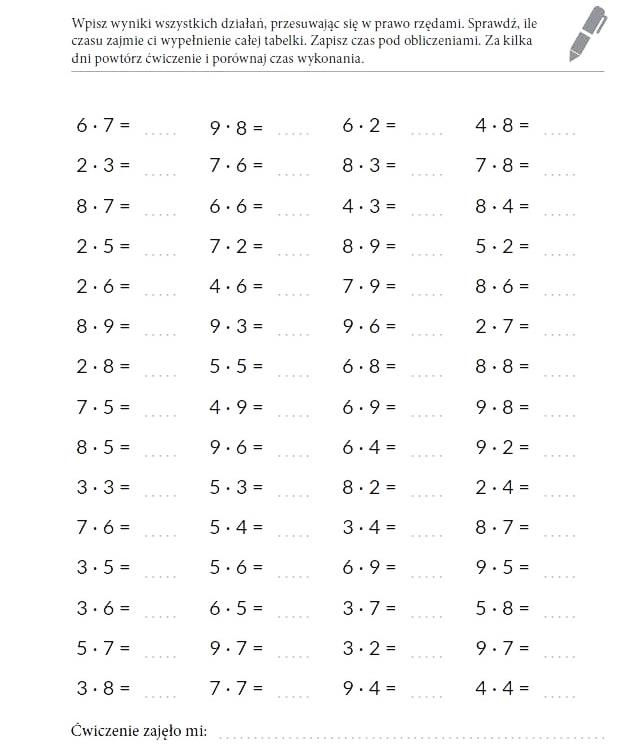 Wpisz wyniki wszystkich działań, przesuwając się w prawo rzędami. Sprawdź, ile
czasu zajmie ci wypełnienie całej tabelki. Zapisz czas pod obliczeniami. Za kilka
dni powtórz ćwiczenie i porównaj czas wykonania.
6 · 7 = ..... 9 · 8 = ..... 6 · 2 = ..... 4 · 8 = .....
2 · 3 = ..... 7 · 6 = ..... 8 · 3 = ..... 7 · 8 = .....
8 · 7 = ..... 6 · 6 = ..... 4 · 3 = ..... 8 · 4 = .....
2 · 5 = ..... 7 · 2 = ..... 8 · 9 = ..... 5 · 2 = .....
2 · 6 = ..... 4 · 6 = ..... 7 · 9 = ..... 8 · 6 = .....
8 · 9 = ..... 9 · 3 = ..... 9 · 6 = ..... 2 · 7 = .....
2 · 8 = ..... 5 · 5 = ..... 6 · 8 = ..... 8 · 8 = .....
7 · 5 = ..... 4 · 9 = ..... 6 · 9 = ..... 9 · 8 = .....
8 · 5 = ..... 9 · 6 = ..... 6 · 4 = ..... 9 · 2 = .....
3 · 3 = ..... 5 · 3 = ..... 8 · 2 = ..... 2 · 4 = .....
7 · 6 = ..... 5 · 4 = ..... 3 · 4 = ..... 8 · 7 = .....
3 · 5 = ..... 5 · 6 = ..... 6 · 9 = ..... 9 · 5 = .....
3 · 6 = ..... 6 · 5 = ..... 3 · 7 = ..... 5 · 8 = .....
5 · 7 = ..... 9 · 7 = ..... 3 · 2 = ..... 9 · 7 = .....
3 · 8 = ..... 7 · 7 = ..... 9 · 4 = ..... 4 · 4 = .....
Ćwiczenie zajęło mi: ..................................................